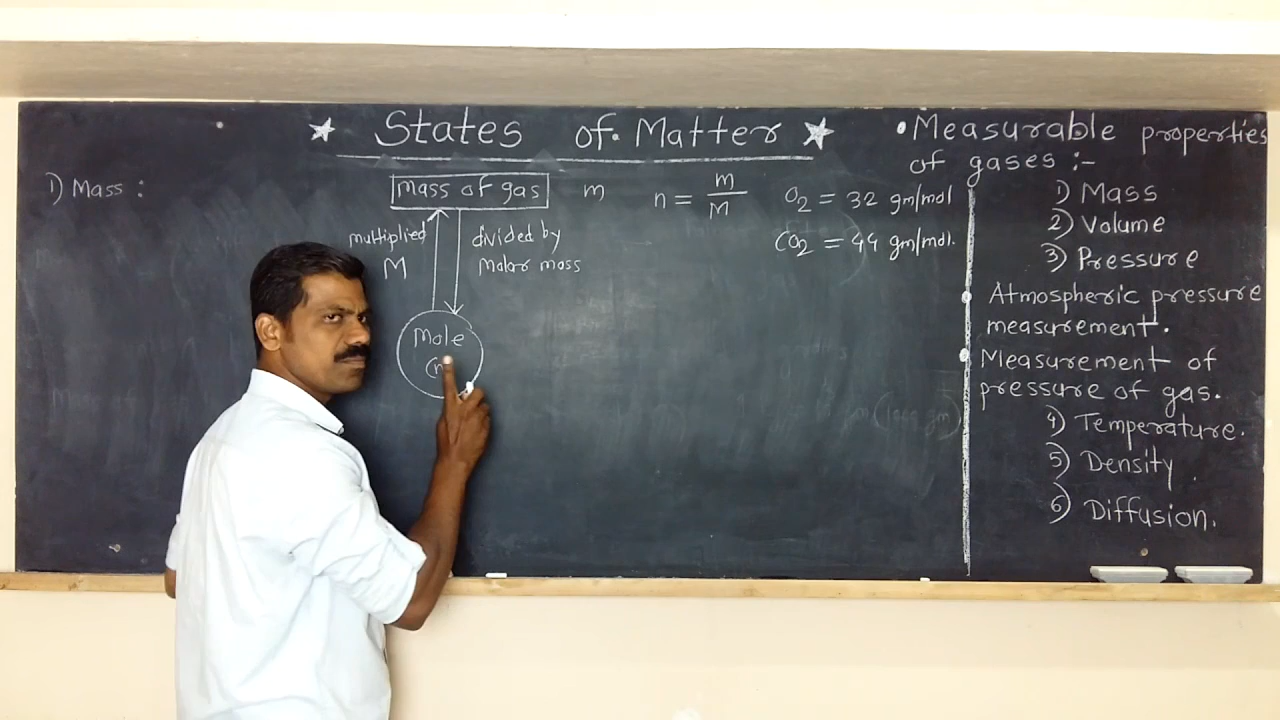 States of Matter
1) Mass :
Mass of gas m n = m/M O2 = 32 gm/mol
CO2 = 44 gm/mol.
multiplied
M
divided by
Molar mass
Mole
(n
• Measurable properties
of gases :-
1) Mass
2) Volume
3) Pressure
• Atmospheric pressure
measurement.
• Measurement of
pressure of gas.
4) Temperature.
5) Density.
6) Diffusion.